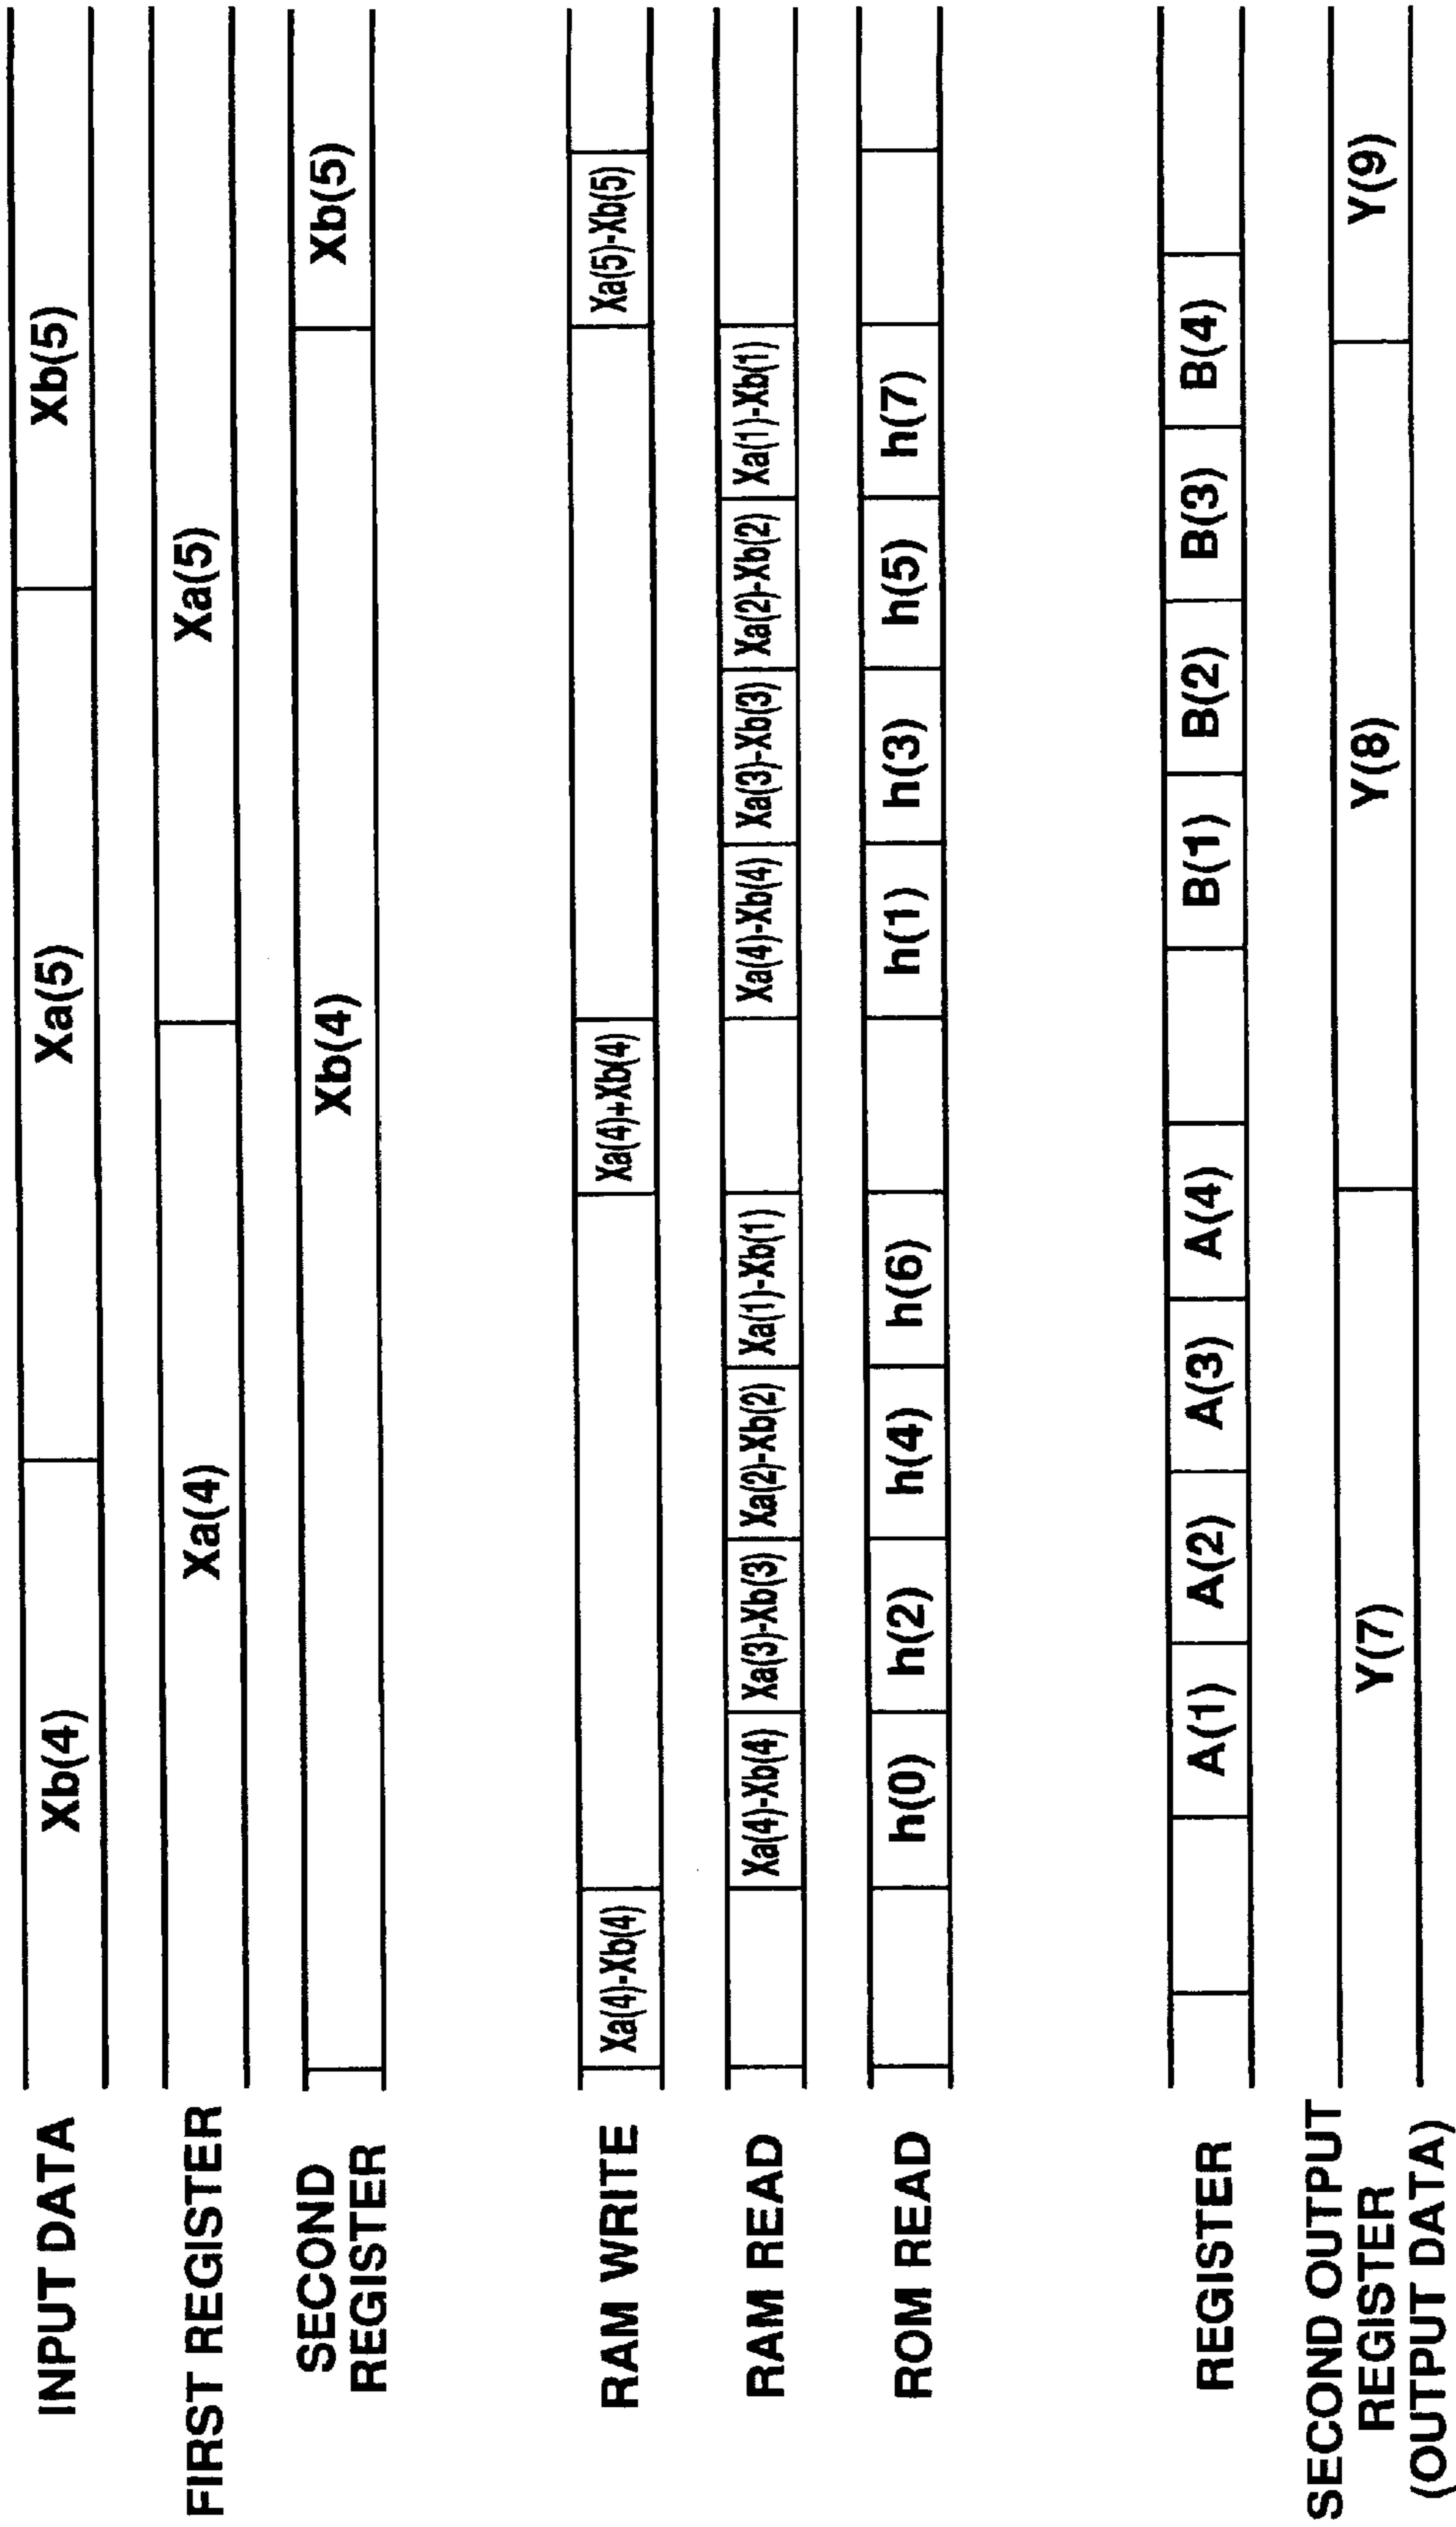 INPUT DATA
Xb(4)
Xa(5)
Xb(5)
FIRST REGISTER
Xa(4)
Xa(5)
SECOND
REGISTER
Xb(4)
Xb(5)
RAM WRITE
Xa(4)-Xb(4)
Xa(4)+Xb(4)
Xa(5)-Xb(5)
RAM READ
Xa(4)-Xb(4)
Xa(3)-Xb(3)
Xa(2)-Xb(2)
Xa(1)-Xb(1)
Xa(4)-Xb(4)
Xa(3)-Xb(3)
Xa(2)-Xb(2)
Xa(1)-Xb(1)
ROM READ
h(0)
h(2)
h(4)
h(6)
h(1)
h(3)
h(5)
h(7)
REGISTER
A(1)
A(2)
A(3)
A(4)
B(1)
B(2)
B(3)
B(4)
SECOND OUTPUT
REGISTER
(OUTPUT DATA)
Y(7)
Y(8)
Y(9)